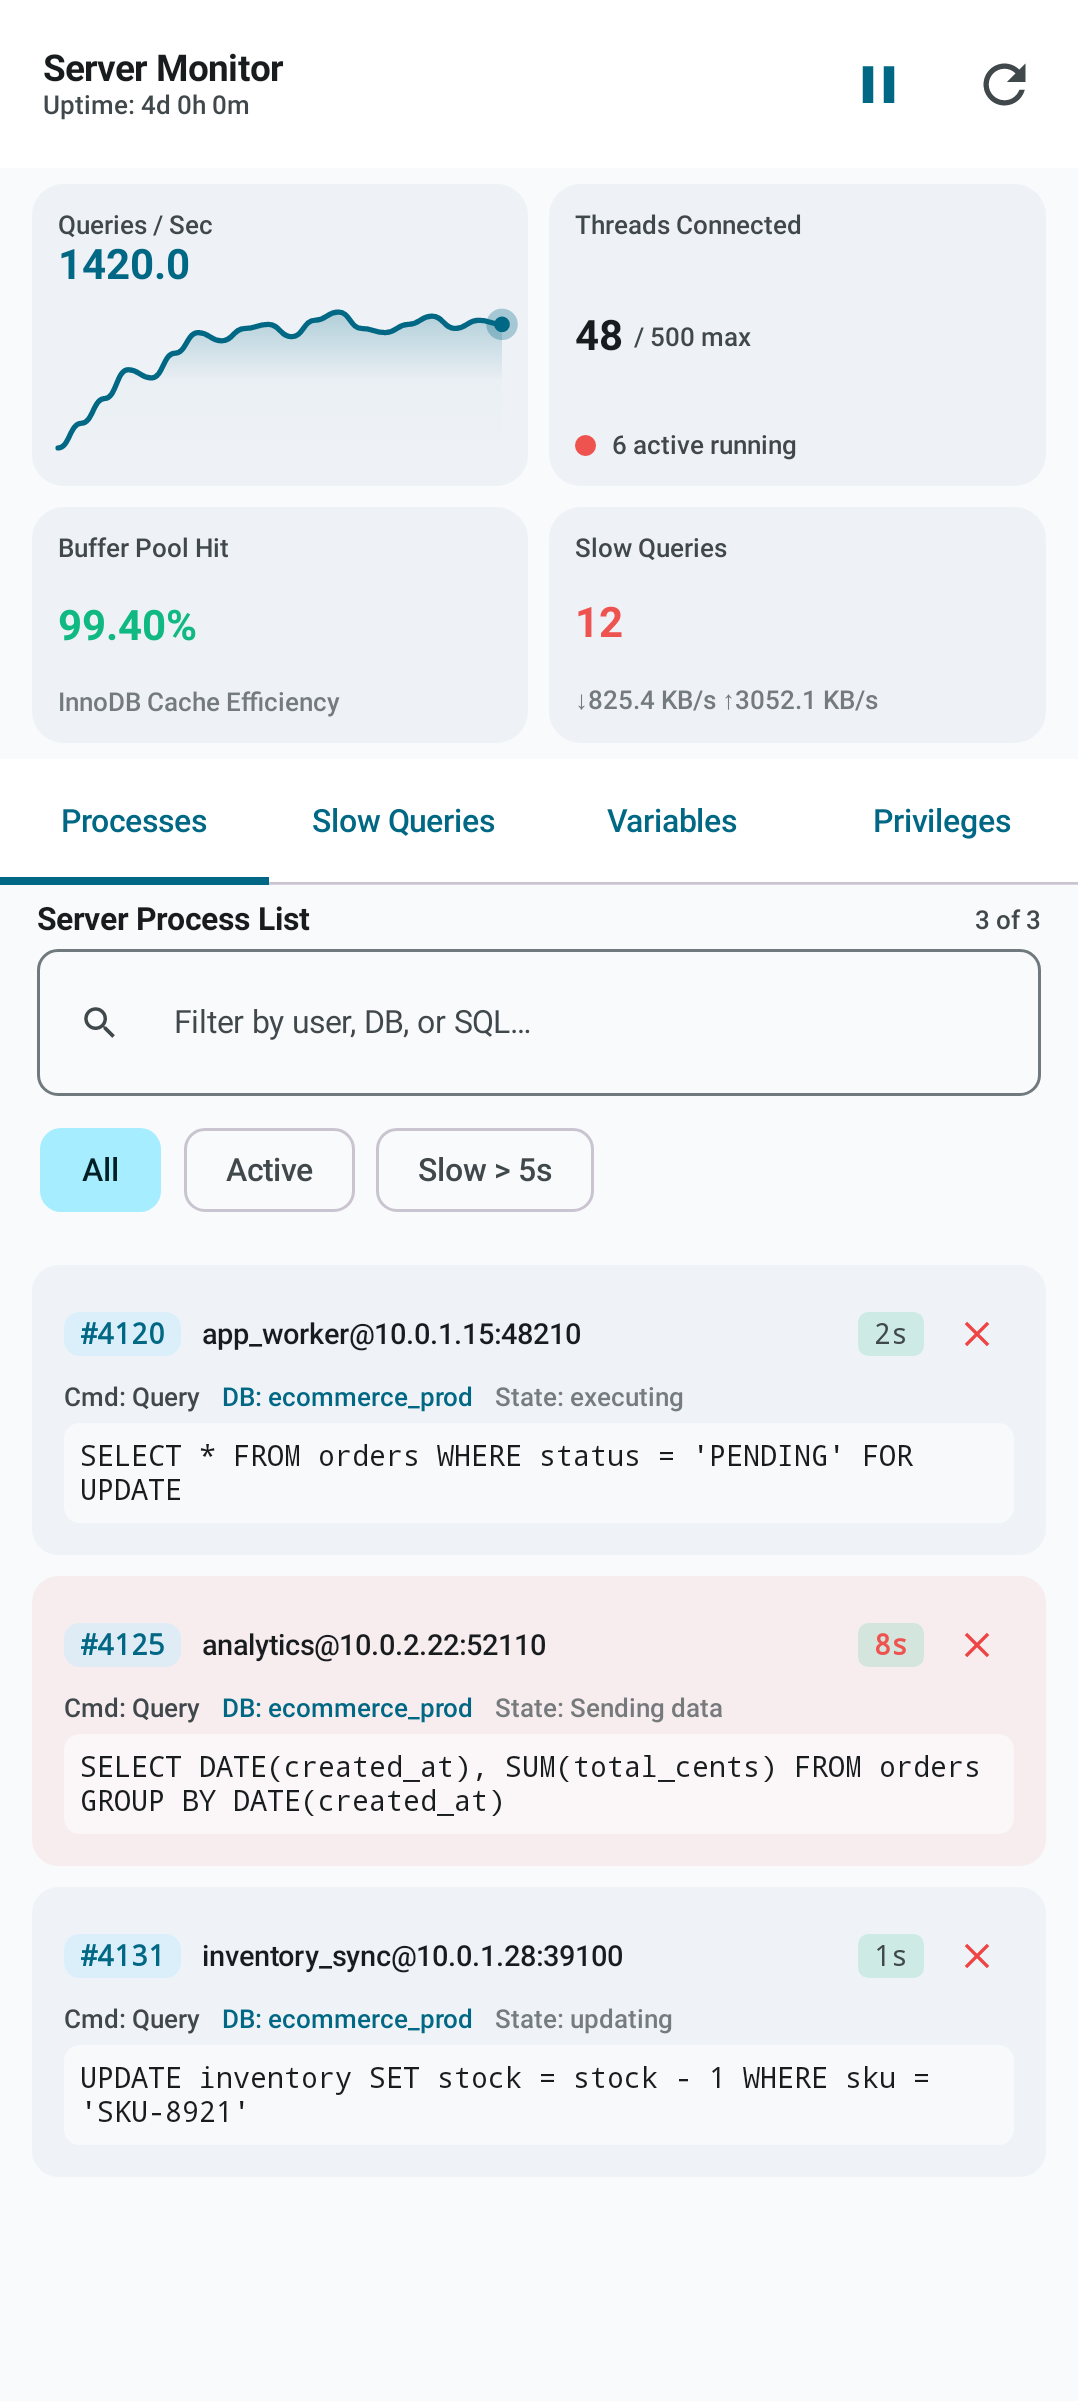 Server Monitor
Uptime: 4d 0h 0m
Queries / Sec
1420.0
Threads Connected
48 / 500 max
6 active running
Buffer Pool Hit
99.40%
InnoDB Cache Efficiency
Slow Queries
12
↓825.4 KB/s ↑3052.1 KB/s
Processes
Slow Queries
Variables
Privileges
Server Process List
3 of 3
Filter by user, DB, or SQL...
All
Active
Slow > 5s
#4120 app_worker@10.0.1.15:48210 2s
Cmd: Query DB: ecommerce_prod State: executing
SELECT * FROM orders WHERE status = 'PENDING' FOR
UPDATE
#4125 analytics@10.0.2.22:52110 8s
Cmd: Query DB: ecommerce_prod State: Sending data
SELECT DATE(created_at), SUM(total_cents) FROM orders
GROUP BY DATE(created_at)
#4131 inventory_sync@10.0.1.28:39100 1s
Cmd: Query DB: ecommerce_prod State: updating
UPDATE inventory SET stock = stock - 1 WHERE sku =
'SKU-8921'